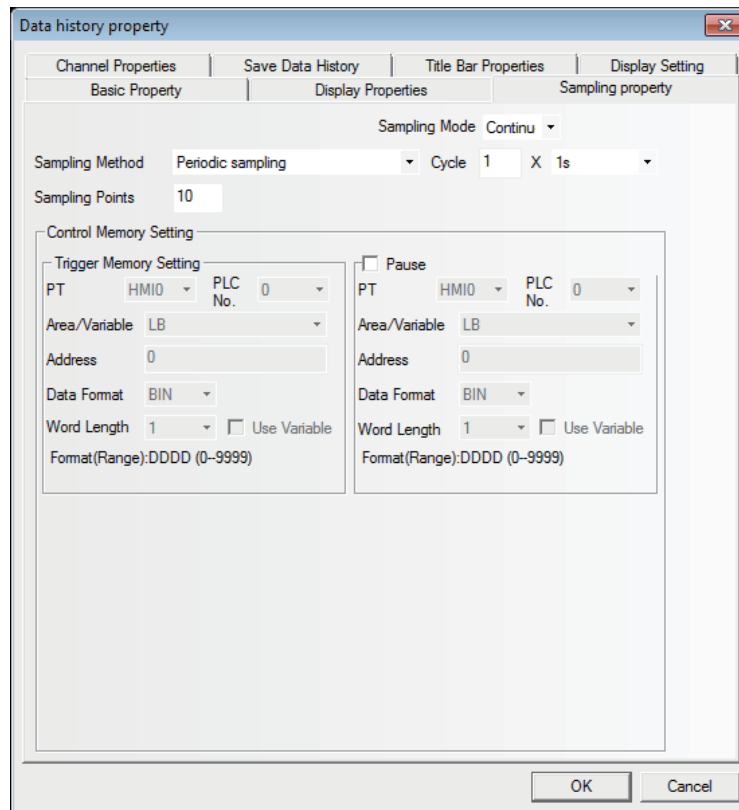 Data history property
Channel Properties Save Data History Title Bar Properties Display Setting
Basic Property Display Properties Sampling property
Sampling Mode Continu
Sampling Method Periodic sampling Cycle 1 X 1s
Sampling Points 10
Control Memory Setting
Trigger Memory Setting Pause
PT HMI0 PLC No. 0 PT HMI0 PLC No. 0
Area/Variable LB Area/Variable LB
Address 0 Address 0
Data Format BIN Data Format BIN
Word Length 1 Use Variable Word Length 1 Use Variable
Format(Range):DDDD (0--9999) Format(Range):DDDD (0--9999)
OK Cancel